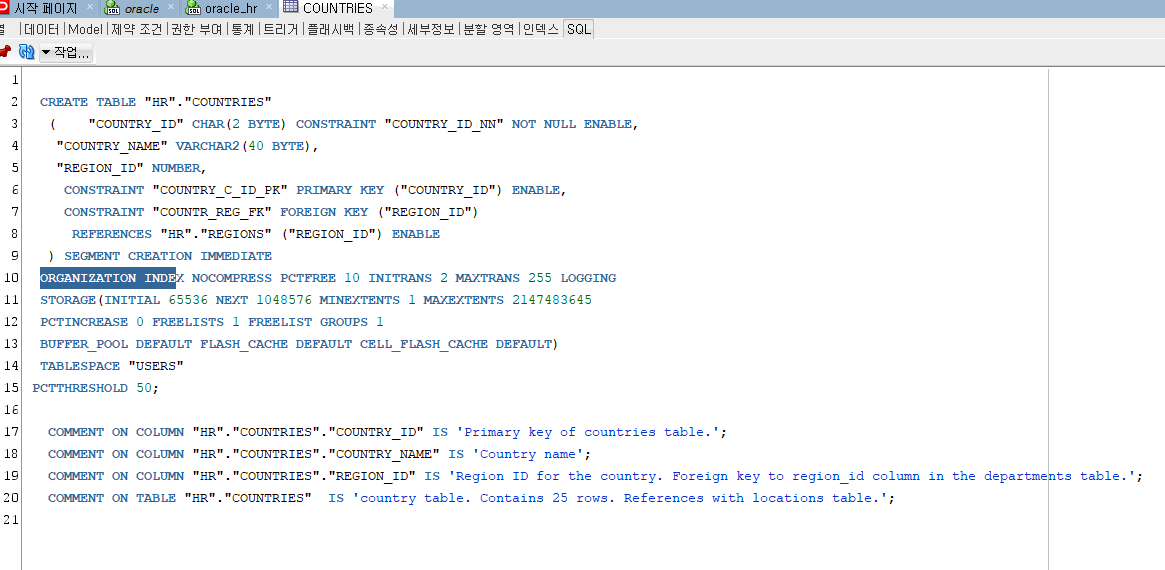 시작 페이지 oracle oracle_hr COUNTRIES
데이터 Model 제약 조건 권한 부여 통계 트리거 플래시백 종속성 세부정보 분할 영역 인덱스 SQL
작업...
1
2 CREATE TABLE "HR"."COUNTRIES"
3 ( "COUNTRY_ID" CHAR(2 BYTE) CONSTRAINT "COUNTRY_ID_NN" NOT NULL ENABLE,
4 "COUNTRY_NAME" VARCHAR2(40 BYTE),
5 "REGION_ID" NUMBER,
6 CONSTRAINT "COUNTRY_C_ID_PK" PRIMARY KEY ("COUNTRY_ID") ENABLE,
7 CONSTRAINT "COUNTR_REG_FK" FOREIGN KEY ("REGION_ID")
8 REFERENCES "HR"."REGIONS" ("REGION_ID") ENABLE
9 ) SEGMENT CREATION IMMEDIATE
10 ORGANIZATION INDEX NOCOMPRESS PCTFREE 10 INITRANS 2 MAXTRANS 255 LOGGING
11 STORAGE(INITIAL 65536 NEXT 1048576 MINEXTENTS 1 MAXEXTENTS 2147483645
12 PCTINCREASE 0 FREELISTS 1 FREELIST GROUPS 1
13 BUFFER_POOL DEFAULT FLASH_CACHE DEFAULT CELL_FLASH_CACHE DEFAULT)
14 TABLESPACE "USERS"
15 PCTTHRESHOLD 50;
16
17 COMMENT ON COLUMN "HR"."COUNTRIES"."COUNTRY_ID" IS 'Primary key of countries table.';
18 COMMENT ON COLUMN "HR"."COUNTRIES"."COUNTRY_NAME" IS 'Country name';
19 COMMENT ON COLUMN "HR"."COUNTRIES"."REGION_ID" IS 'Region ID for the country. Foreign key to region_id column in the departments table.';
20 COMMENT ON TABLE "HR"."COUNTRIES" IS 'country table. Contains 25 rows. References with locations table.';
21